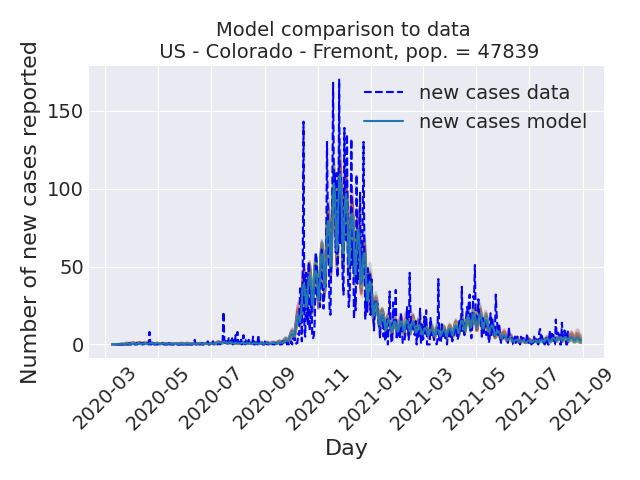 Model comparison to data
US - Colorado - Fremont, pop. = 47839
Number of new cases reported
150
100
50
0
new cases data
new cases model
2020-03
2020-05
2020-07
2020-09
2020-11
2021-01
2021-03
2021-05
2021-07
2021-09
Day